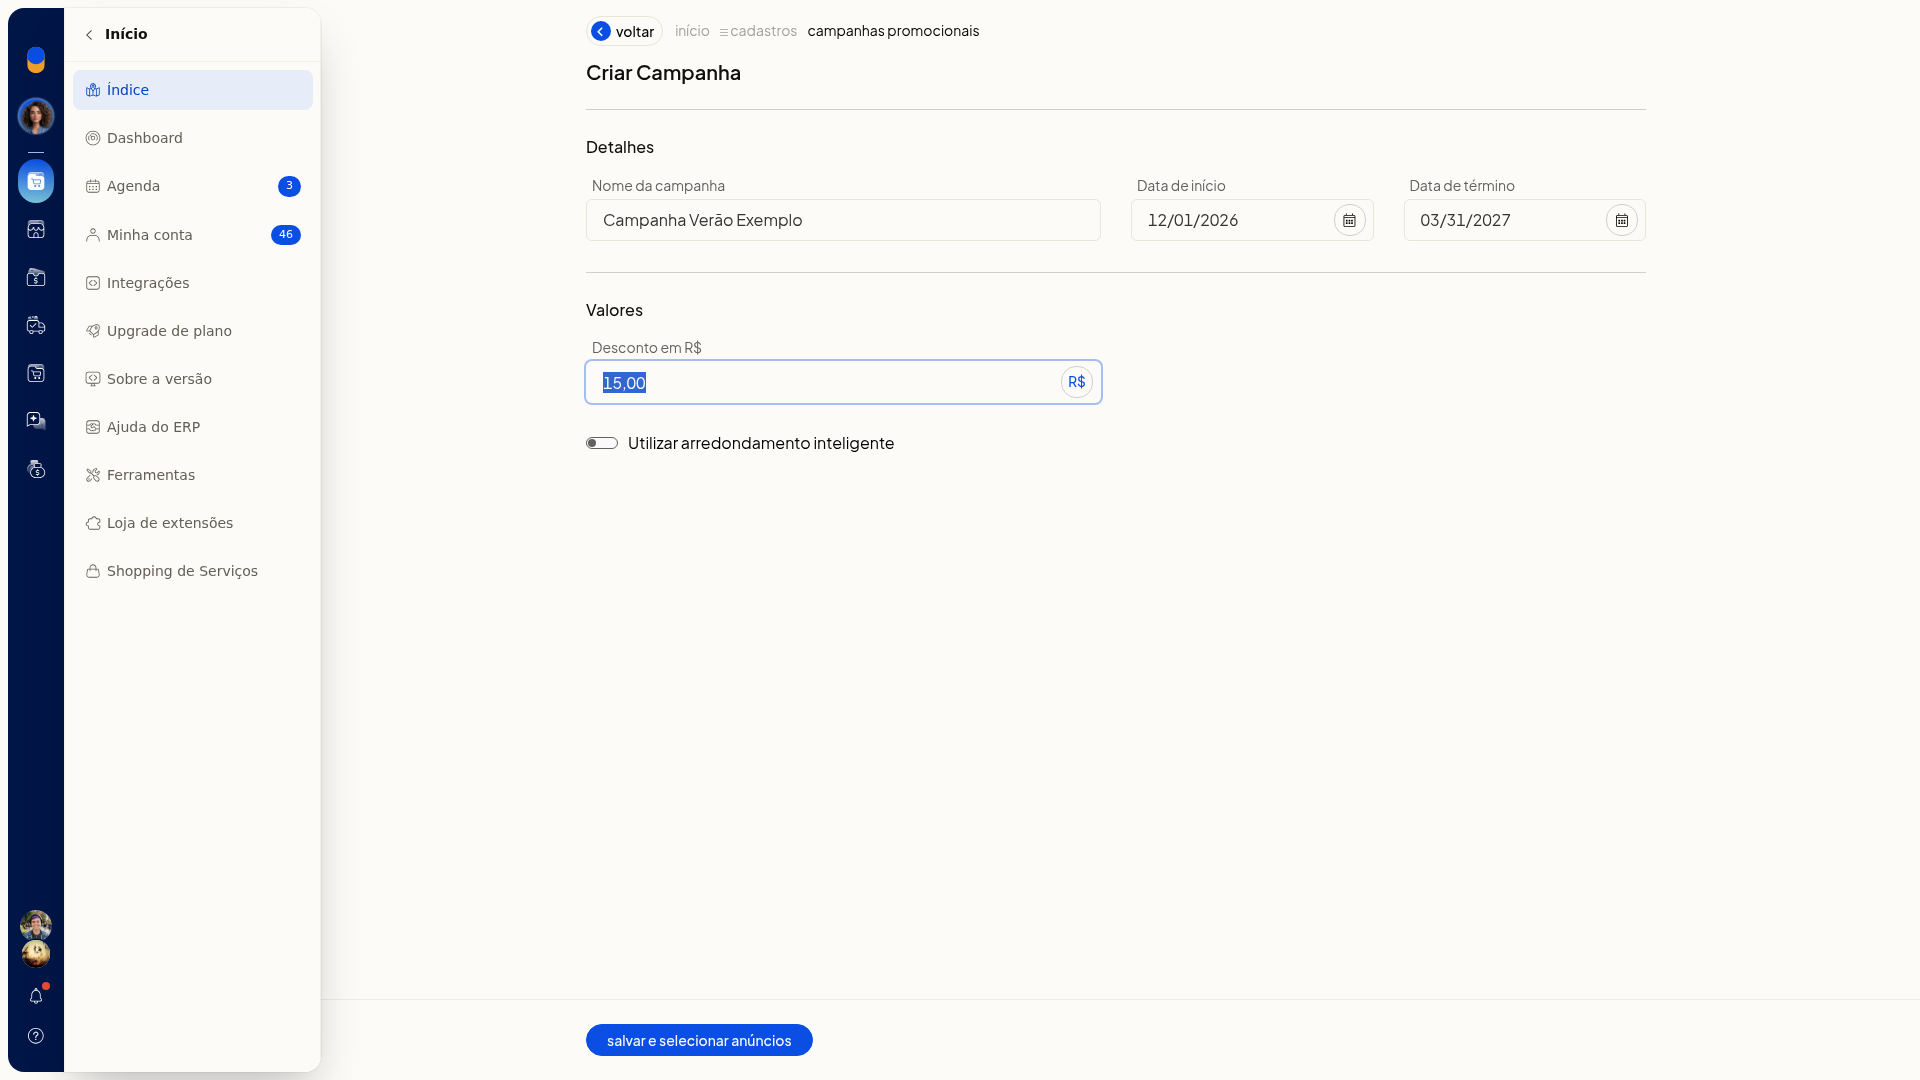 Início
Índice
Dashboard
Agenda 3
Minha conta 46
Integrações
Upgrade de plano
Sobre a versão
Ajuda do ERP
Ferramentas
Loja de extensões
Shopping de Serviços
voltar início cadastros campanhas promocionais
Criar Campanha
Detalhes
Nome da campanha Data de início Data de término
Campanha Verão Exemplo 12/01/2026 03/31/2027
Valores
Desconto em R$
15,00 R$
Utilizar arredondamento inteligente
salvar e selecionar anúncios